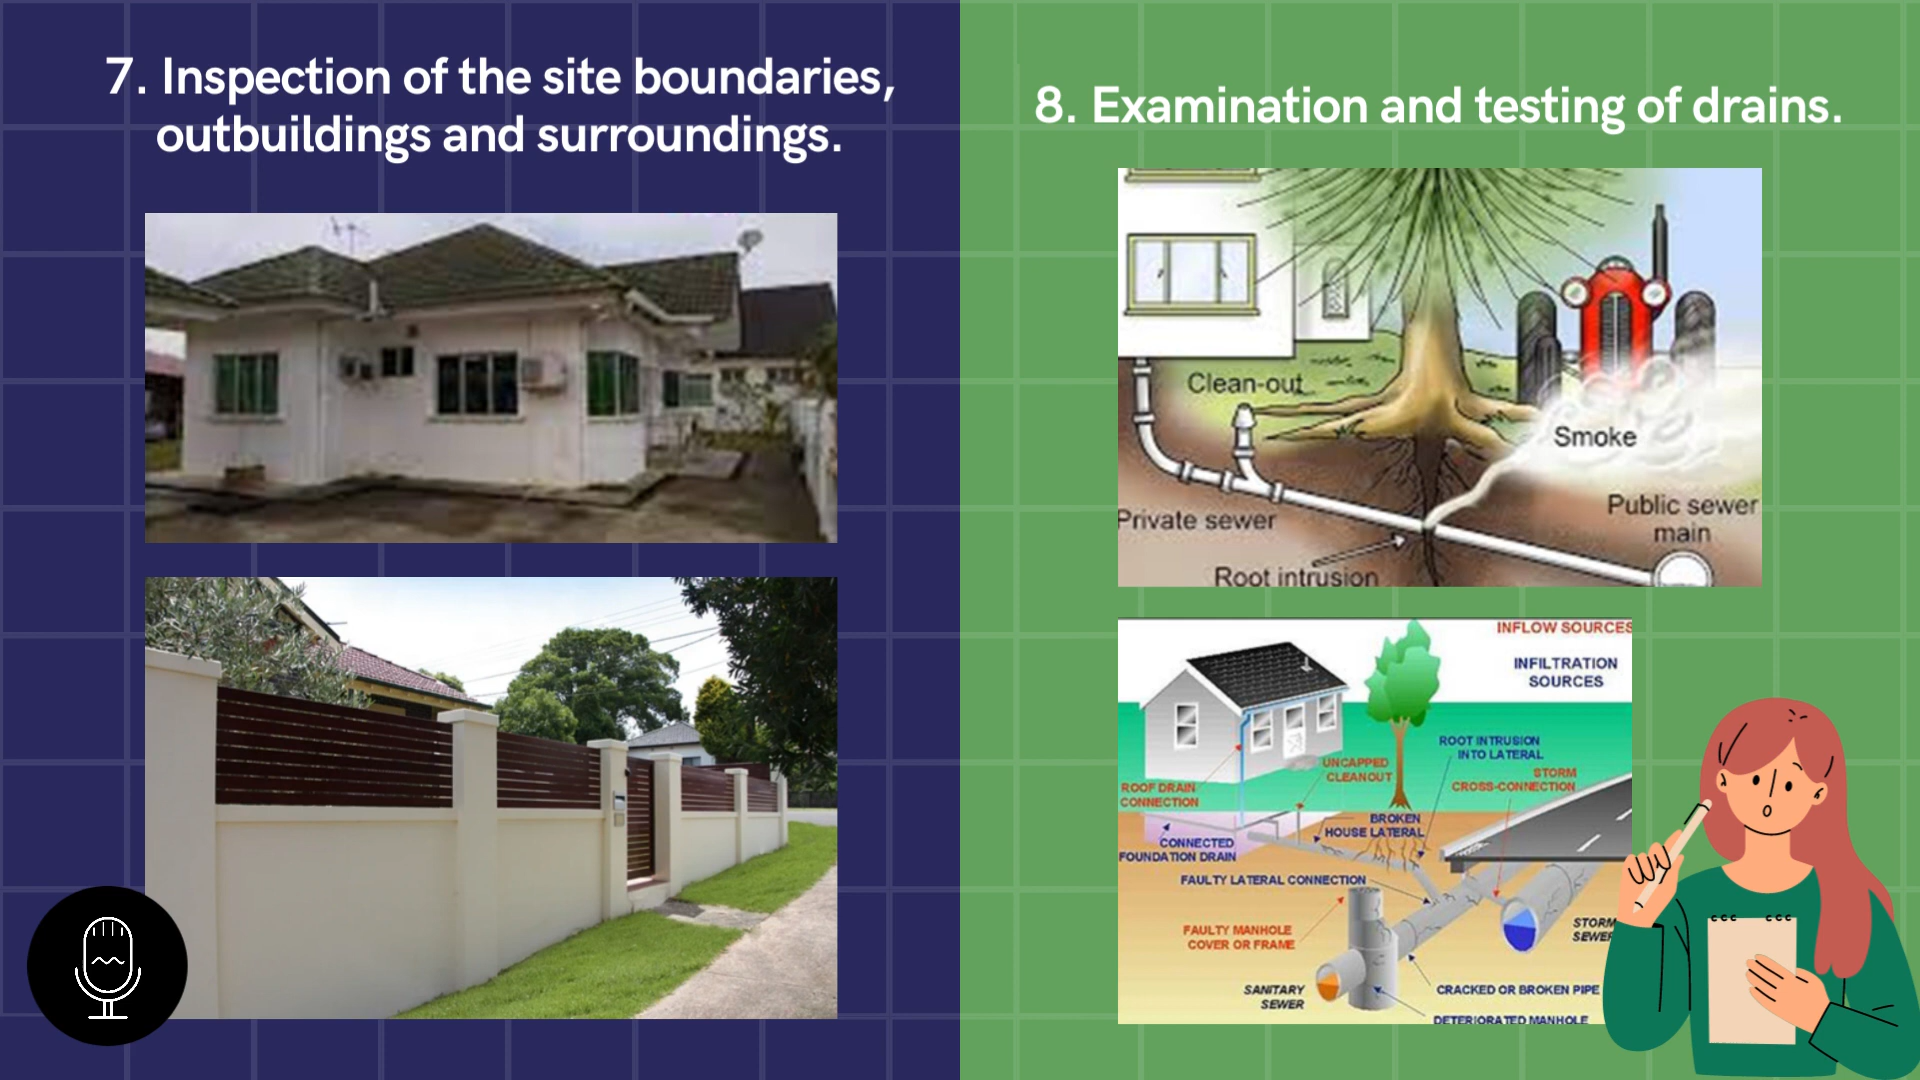 7. Inspection of the site boundaries,
outbuildings and surroundings.
8. Examination and testing of drains.
Clean-out
Smoke
Private sewer
Public sewer
main
Root intrusion
INFLOW SOURCES
INFILTRATION
SOURCES
ROOT INTRUSION
INTO LATERAL
UNCAPPED
CLEANOUT
STORM
CROSS-CONNECTION
ROOF DRAIN
CONNECTION
BROKEN
HOUSE LATERAL
CONNECTED
FOUNDATION DRAIN
FAULTY LATERAL CONNECTION
FAULTY MANHOLE
COVER OR FRAME
STORM
SEWER
SANITARY
SEWER
CRACKED OR BROKEN PIPE
DETERIORATED MANHOLE